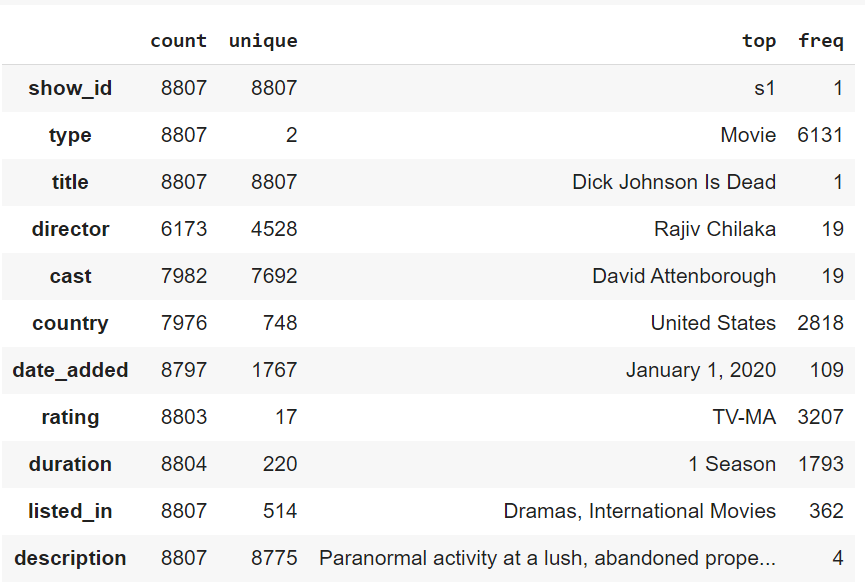 count unique top freq
show_id 8807 8807 s1 1
type 8807 2 Movie 6131
title 8807 8807 Dick Johnson Is Dead 1
director 6173 4528 Rajiv Chilaka 19
cast 7982 7692 David Attenborough 19
country 7976 748 United States 2818
date_added 8797 1767 January 1, 2020 109
rating 8803 17 TV-MA 3207
duration 8804 220 1 Season 1793
listed_in 8807 514 Dramas, International Movies 362
description 8807 8775 Paranormal activity at a lush, abandoned prope... 4